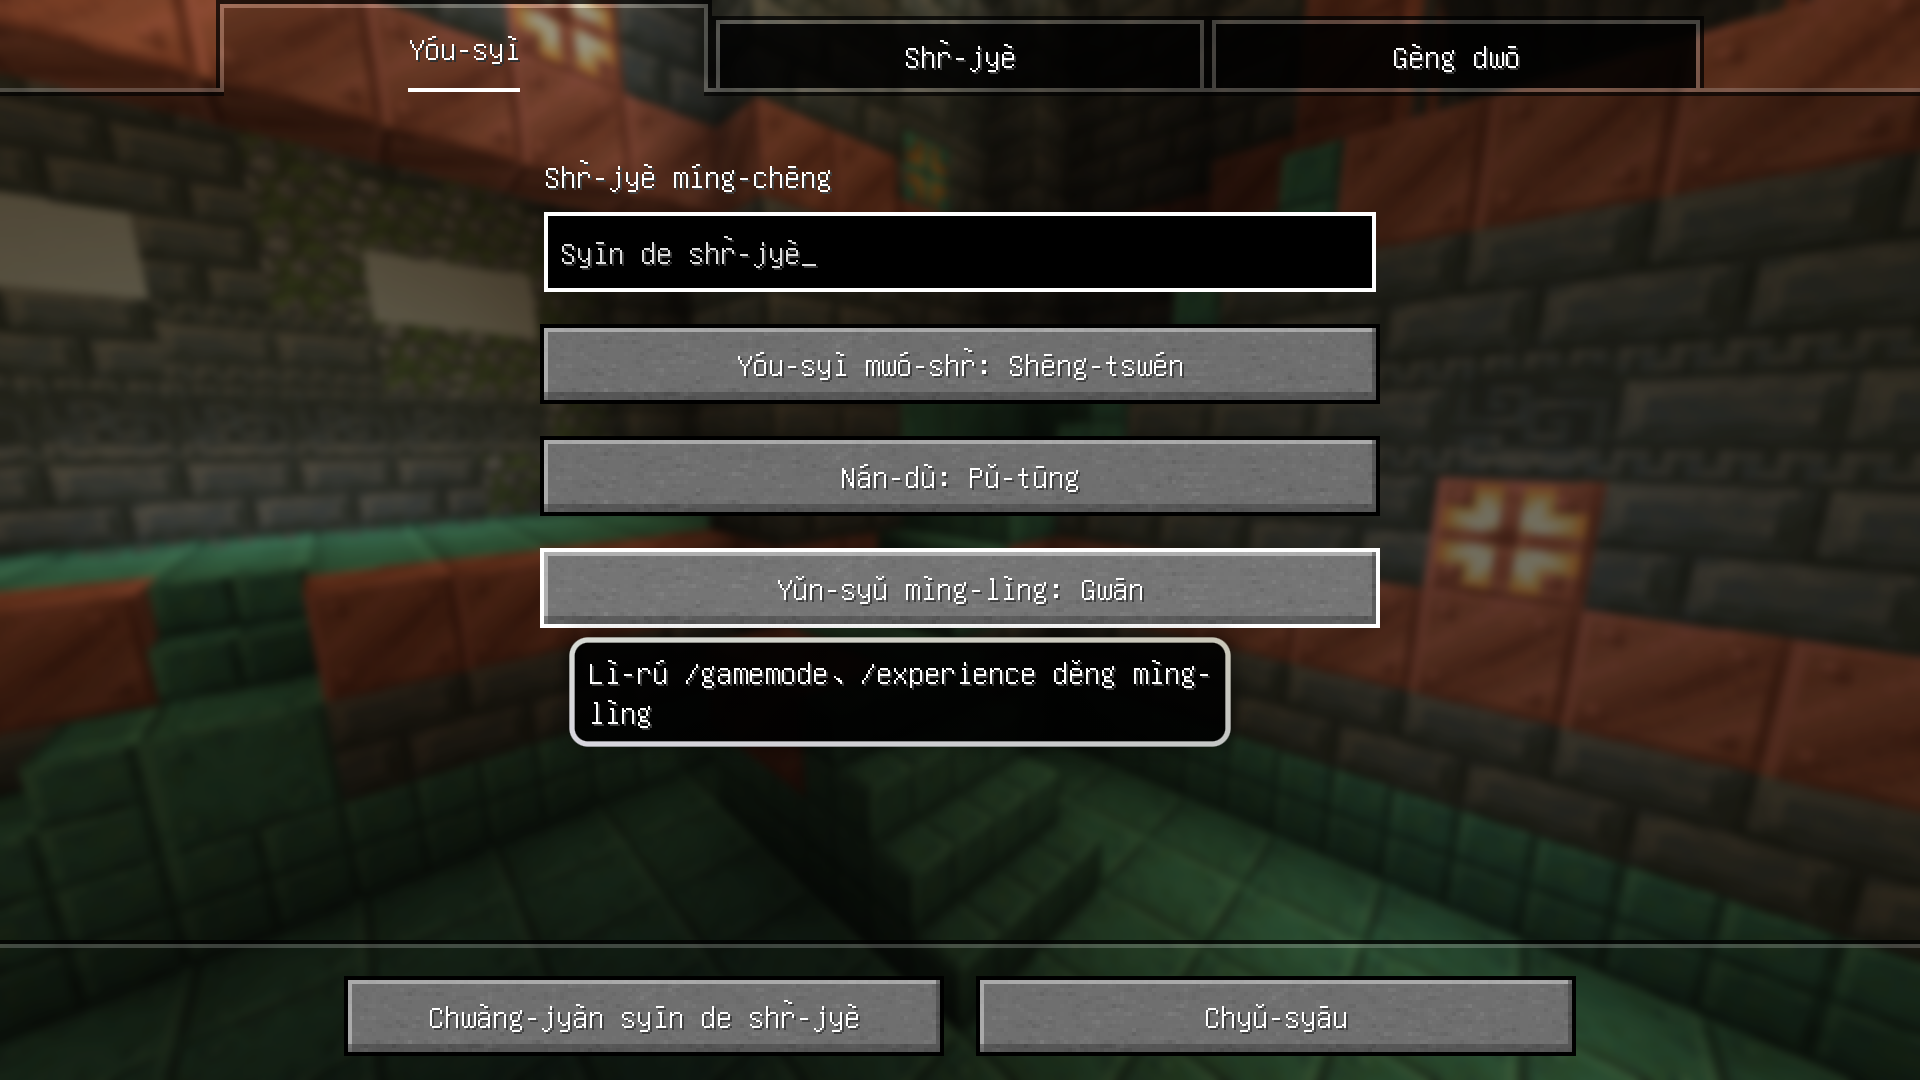 Yóu-syì
Shr̀-jyè
Gèng dwō
Shr̀-jyè míng-chēng
Syīn de shr̀-jyè_
Yóu-syì mwó-shr̀: Shēng-tswén
Nán-dù: Pǔ-tūng
Yǔn-syǔ mìng-lìng: Gwān
Lì-rú /gamemode、/experience děng mìng-
lìng
Chwàng-jyàn syīn de shr̀-jyè
Chyǔ-syāu